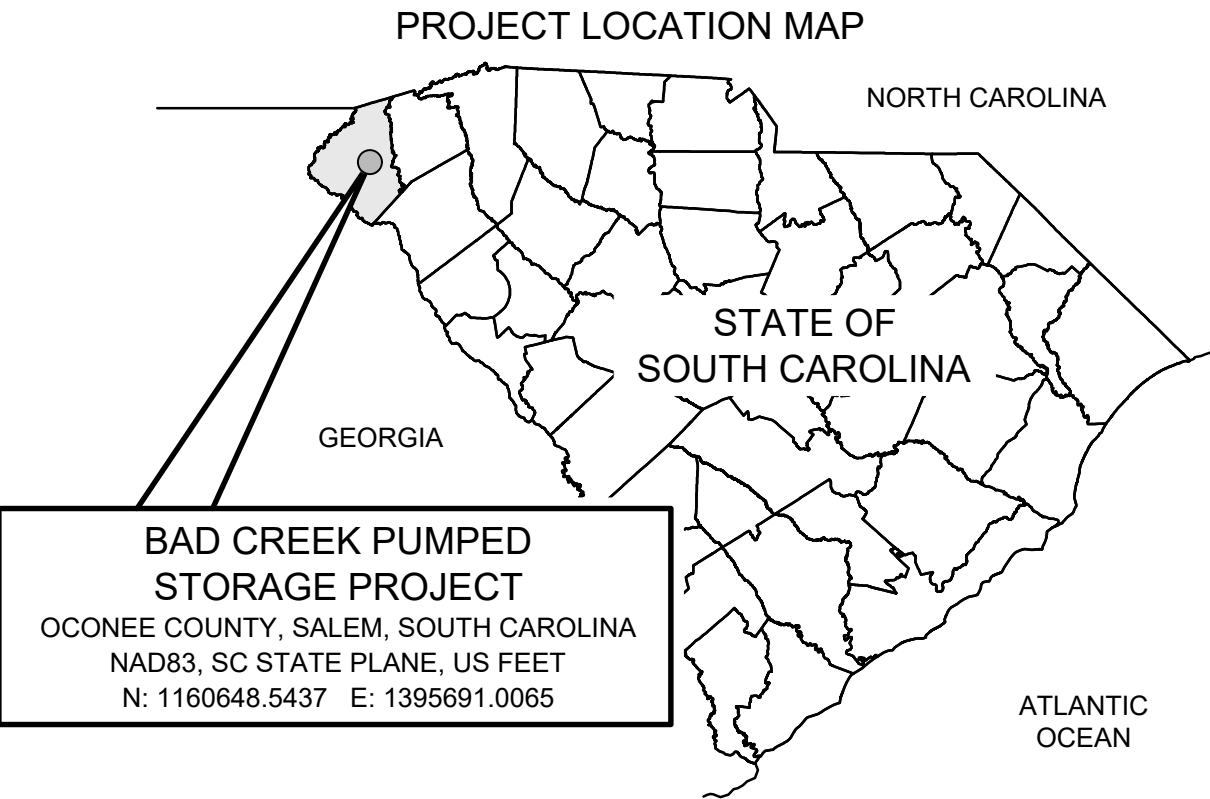 PROJECT LOCATION MAP
NORTH CAROLINA
STATE OF
SOUTH CAROLINA
GEORGIA
BAD CREEK PUMPED
STORAGE PROJECT
OCONEE COUNTY, SALEM, SOUTH CAROLINA
NAD83, SC STATE PLANE, US FEET
N: 1160648.5437 E: 1395691.0065
ATLANTIC
OCEAN